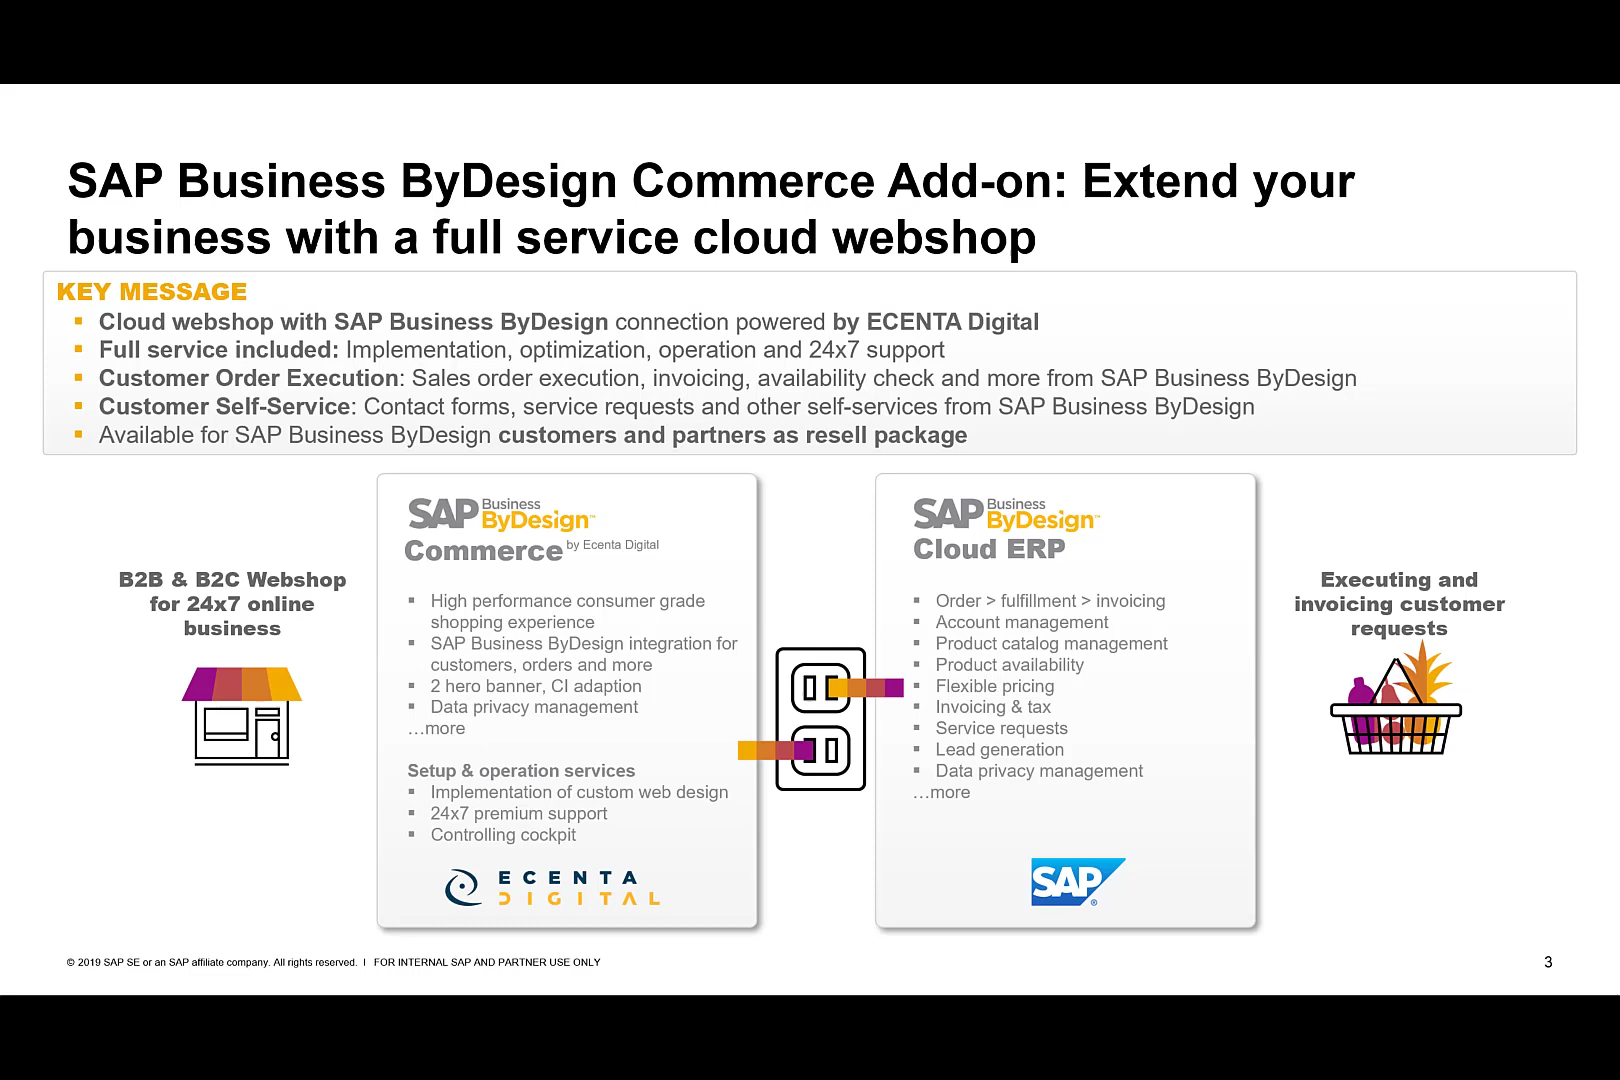 SAP Business ByDesign Commerce Add-on: Extend your
business with a full service cloud webshop
KEY MESSAGE
▪ Cloud webshop with SAP Business ByDesign connection powered by ECENTA Digital
▪ Full service included: Implementation, optimization, operation and 24x7 support
▪ Customer Order Execution: Sales order execution, invoicing, availability check and more from SAP Business ByDesign
▪ Customer Self-Service: Contact forms, service requests and other self-services from SAP Business ByDesign
▪ Available for SAP Business ByDesign customers and partners as resell package
B2B & B2C Webshop
for 24x7 online
business
SAP Business
ByDesign™
Commerce by Ecenta Digital
▪ High performance consumer grade
shopping experience
▪ SAP Business ByDesign integration for
customers, orders and more
▪ 2 hero banner, CI adaption
▪ Data privacy management
…more
Setup & operation services
▪ Implementation of custom web design
▪ 24x7 premium support
▪ Controlling cockpit
ECENTA
DIGITAL
SAP Business
ByDesign™
Cloud ERP
▪ Order > fulfillment > invoicing
▪ Account management
▪ Product catalog management
▪ Product availability
▪ Flexible pricing
▪ Invoicing & tax
▪ Service requests
▪ Lead generation
▪ Data privacy management
…more
SAP®
Executing and
invoicing customer
requests
© 2019 SAP SE or an SAP affiliate company. All rights reserved. I FOR INTERNAL SAP AND PARTNER USE ONLY
3